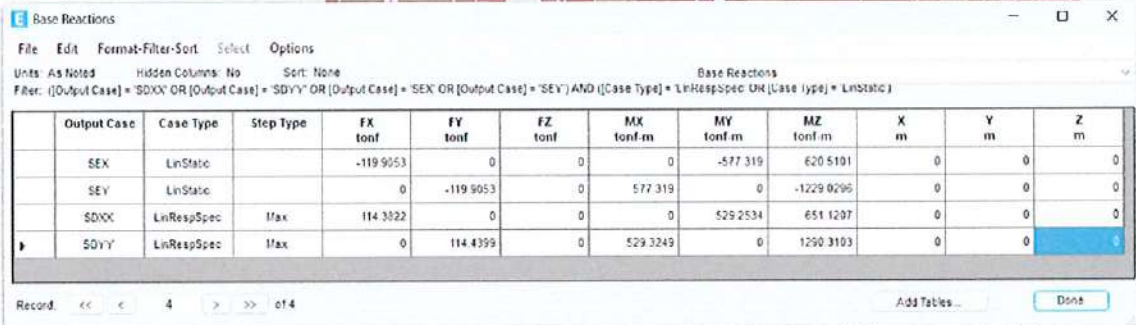 E Base Reactions
File Edit Format-Filter-Sort Select Options
Units: As Noted Hidden Columns: No Sort: None Base Reactions
Filter: ([Output Case] = 'SDXX' OR [Output Case] = 'SDYY' OR [Output Case] = 'SEX' OR [Output Case] = 'SEY') AND ([Case Type] = 'LinRespSpec' OR [Case Type] = 'LinStatic')
Output Case Case Type Step Type FX FY FZ MX MY MZ X Y Z
tonf tonf tonf tonf-m tonf-m tonf-m m m m
SEX LinStatic -119.9053 0 0 0 -577.319 620.5101 0 0 0
SEY LinStatic 0 -119.9053 0 577.319 0 -1229.0296 0 0 0
SDXX LinRespSpec Max 114.3822 0 0 0 529.2534 651.1207 0 0 0
SDYY LinRespSpec Max 0 114.4399 0 529.3249 0 1290.3103 0 0 0
Record: << < 4 > >> of 4 Add Tables... Done